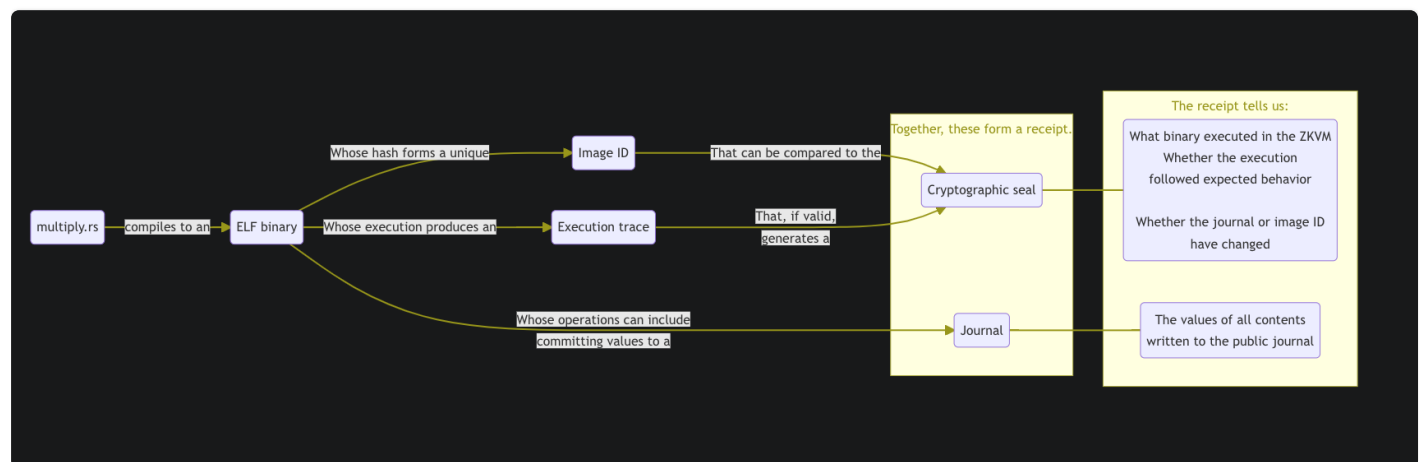 multiply.rs
compiles to an
ELF binary
Whose hash forms a unique
Image ID
That can be compared to the
Whose execution produces an
Execution trace
That, if valid,
generates a
Whose operations can include
committing values to a
Together, these form a receipt.
Cryptographic seal
Journal
The receipt tells us:
What binary executed in the ZKVM
Whether the execution
followed expected behavior
Whether the journal or image ID
have changed
The values of all contents
written to the public journal